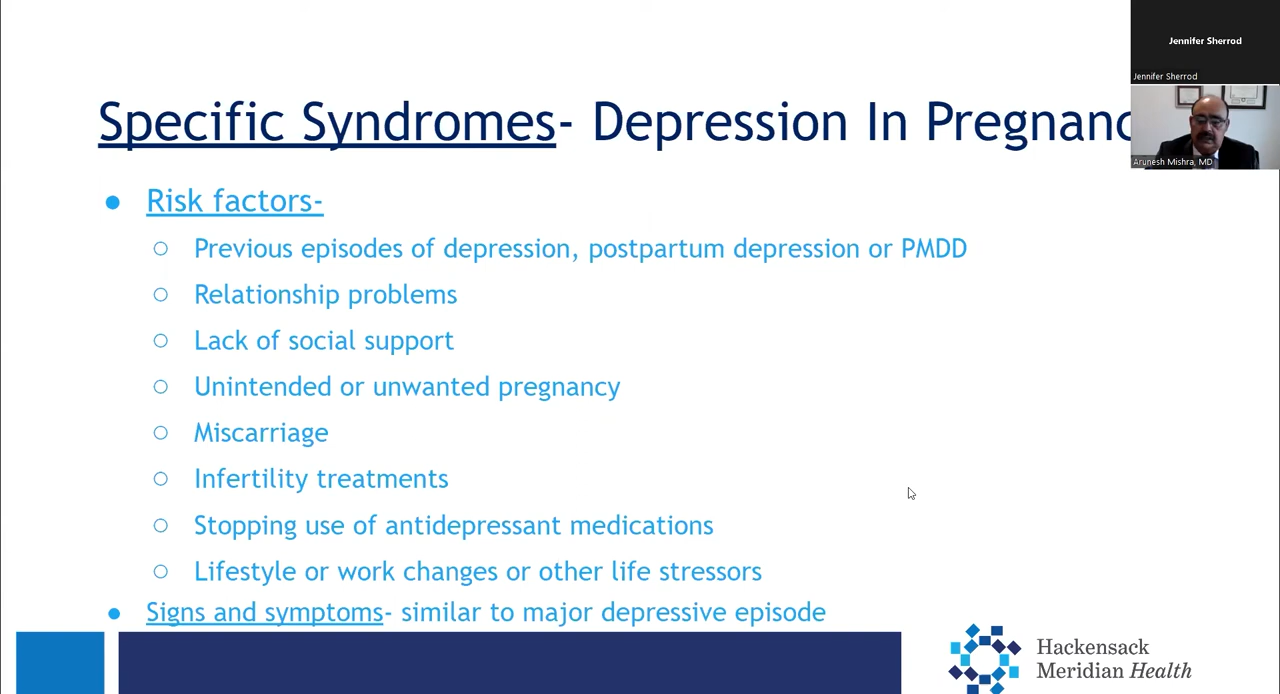 Jennifer Sherrod
Jennifer Sherrod
Specific Syndromes- Depression In Pregnanc
Arunesh Mishra, MD
Risk factors-
Previous episodes of depression, postpartum depression or PMDD
Relationship problems
Lack of social support
Unintended or unwanted pregnancy
Miscarriage
Infertility treatments
Stopping use of antidepressant medications
Lifestyle or work changes or other life stressors
Signs and symptoms- similar to major depressive episode
Hackensack
Meridian Health